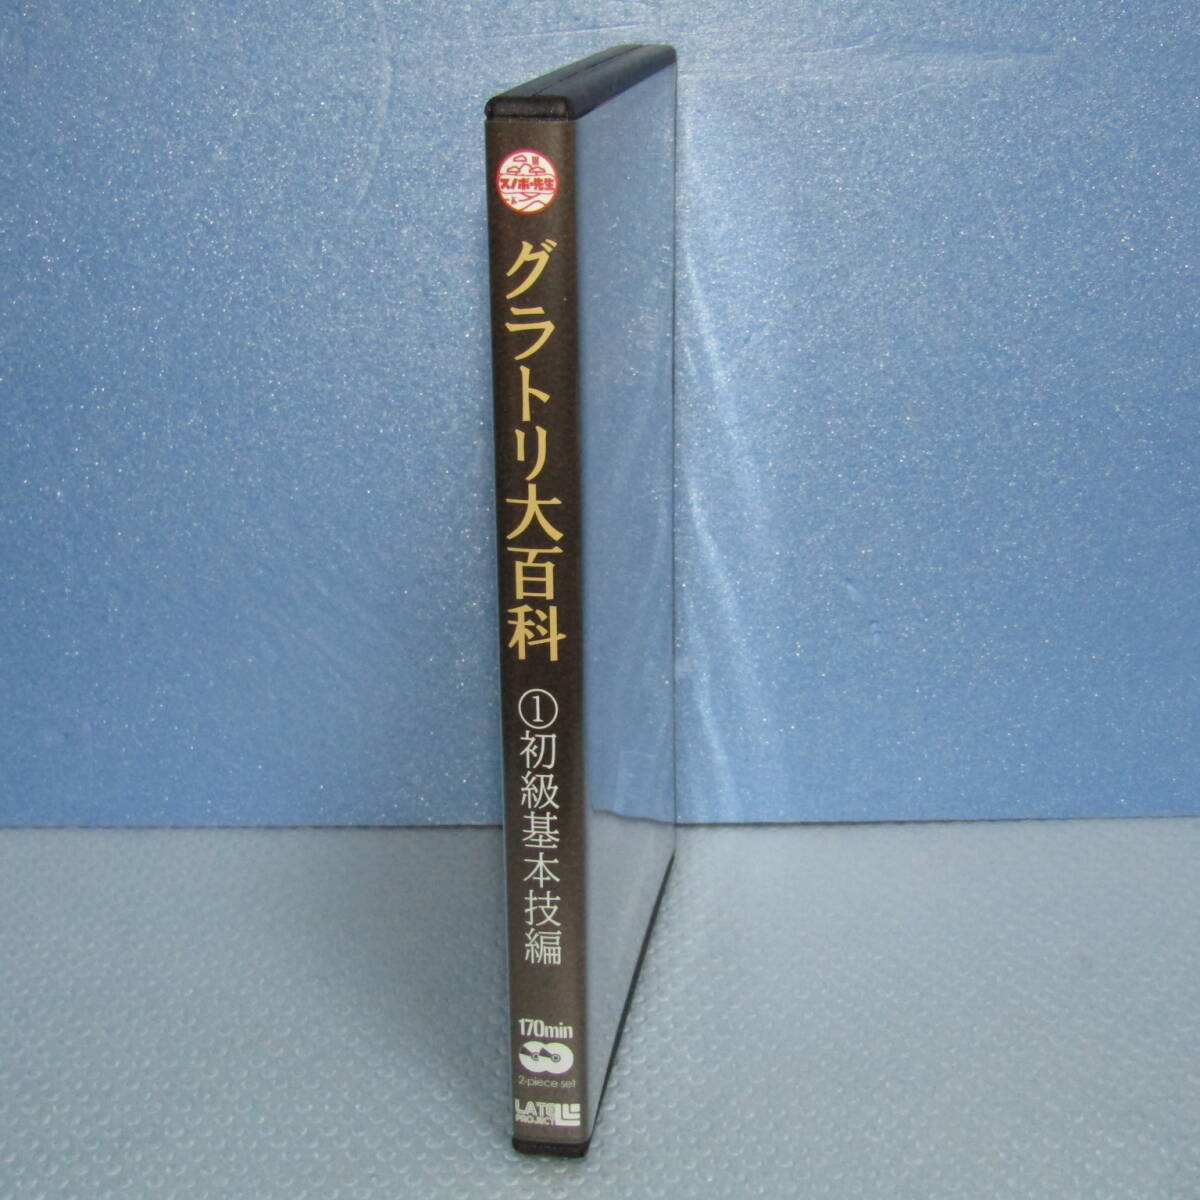 スノボ先生
グラトリ大百科
①初級基本技編
170min
2-piece set
LATE
PROJECT